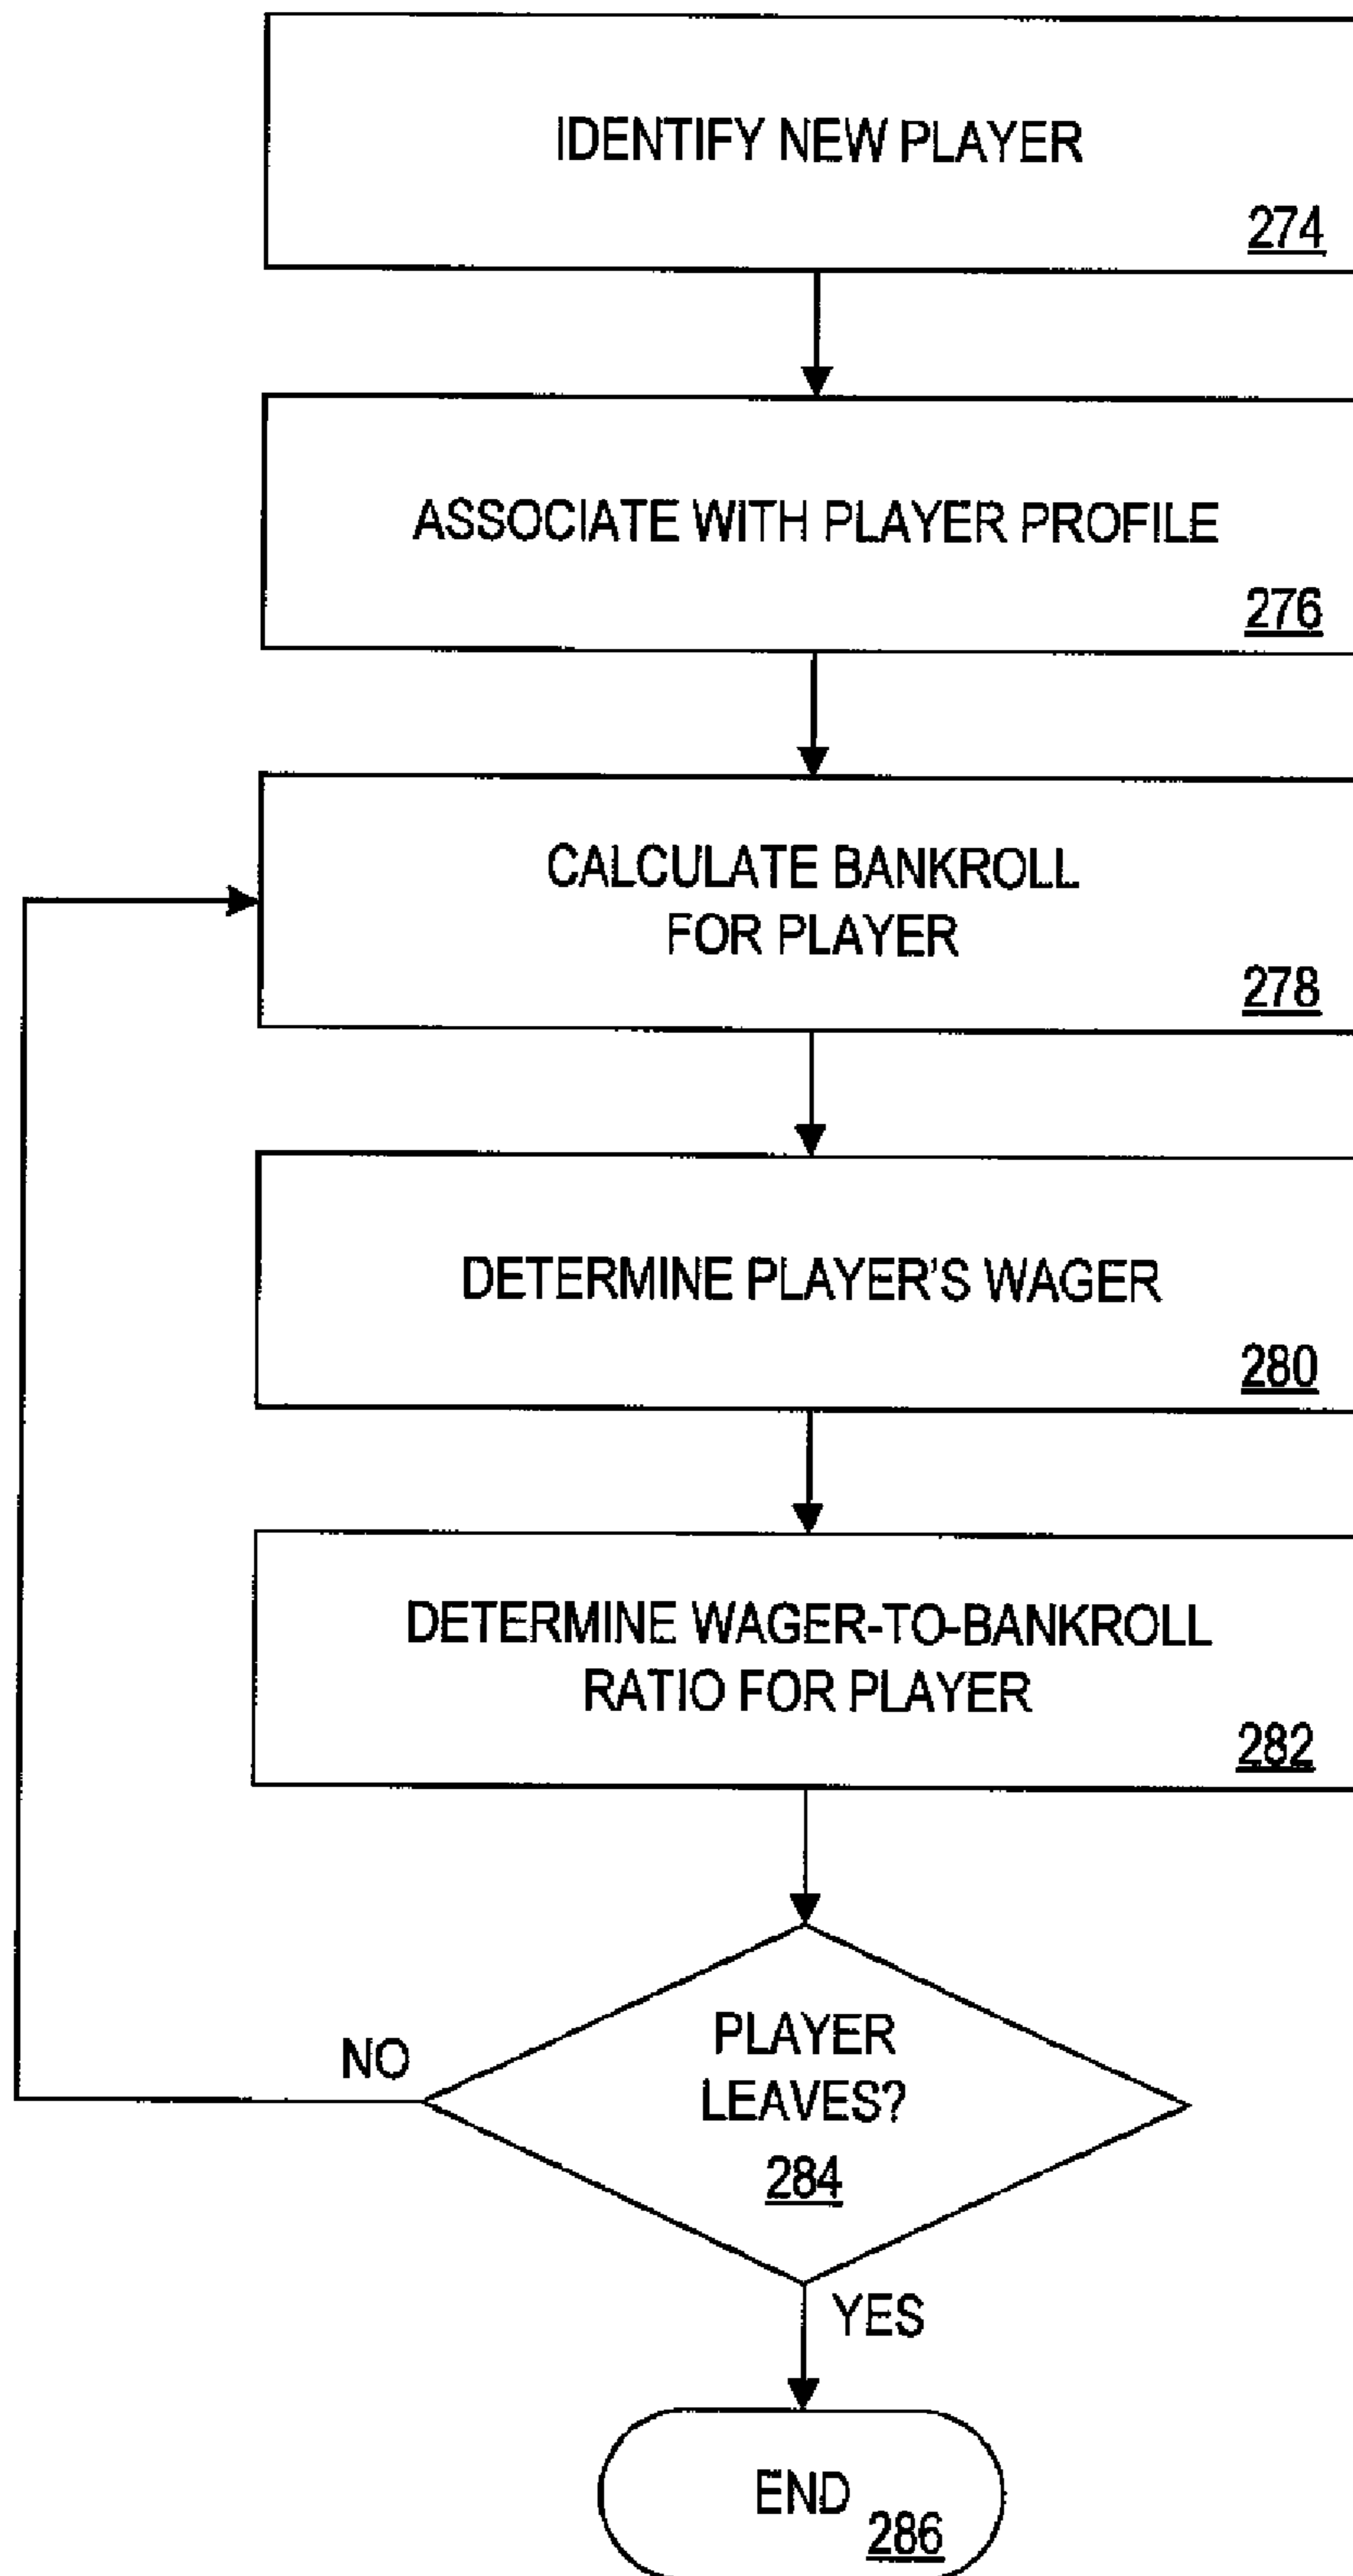 IDENTIFY NEW PLAYER
274
ASSOCIATE WITH PLAYER PROFILE
276
CALCULATE BANKROLL
FOR PLAYER
278
DETERMINE PLAYER'S WAGER
280
DETERMINE WAGER-TO-BANKROLL
RATIO FOR PLAYER
282
NO
PLAYER
LEAVES?
284
YES
END
286